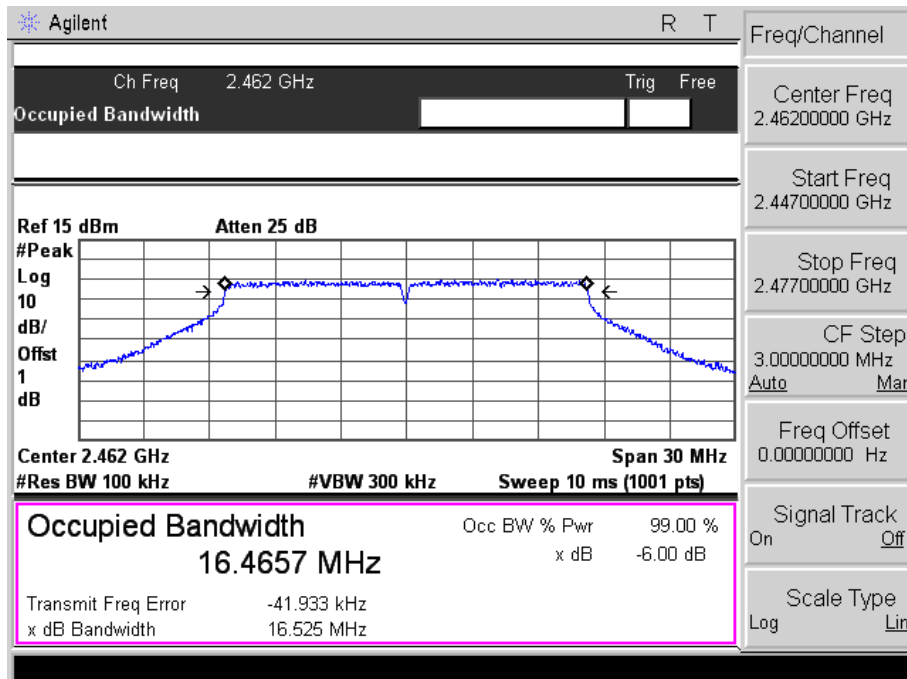 Agilent R T
Ch Freq 2.462 GHz Trig Free
Occupied Bandwidth
Ref 15 dBm Atten 25 dB
#Peak
Log
10
dB/
Offst
1
dB
Center 2.462 GHz Span 30 MHz
#Res BW 100 kHz #VBW 300 kHz Sweep 10 ms (1001 pts)
Occupied Bandwidth Occ BW % Pwr 99.00 %
16.4657 MHz x dB -6.00 dB
Transmit Freq Error -41.933 kHz
x dB Bandwidth 16.525 MHz
Freq/Channel
Center Freq
2.46200000 GHz
Start Freq
2.44700000 GHz
Stop Freq
2.47700000 GHz
CF Step
3.00000000 MHz
Auto Mar
Freq Offset
0.00000000 Hz
Signal Track
On Off
Scale Type
Log Lin